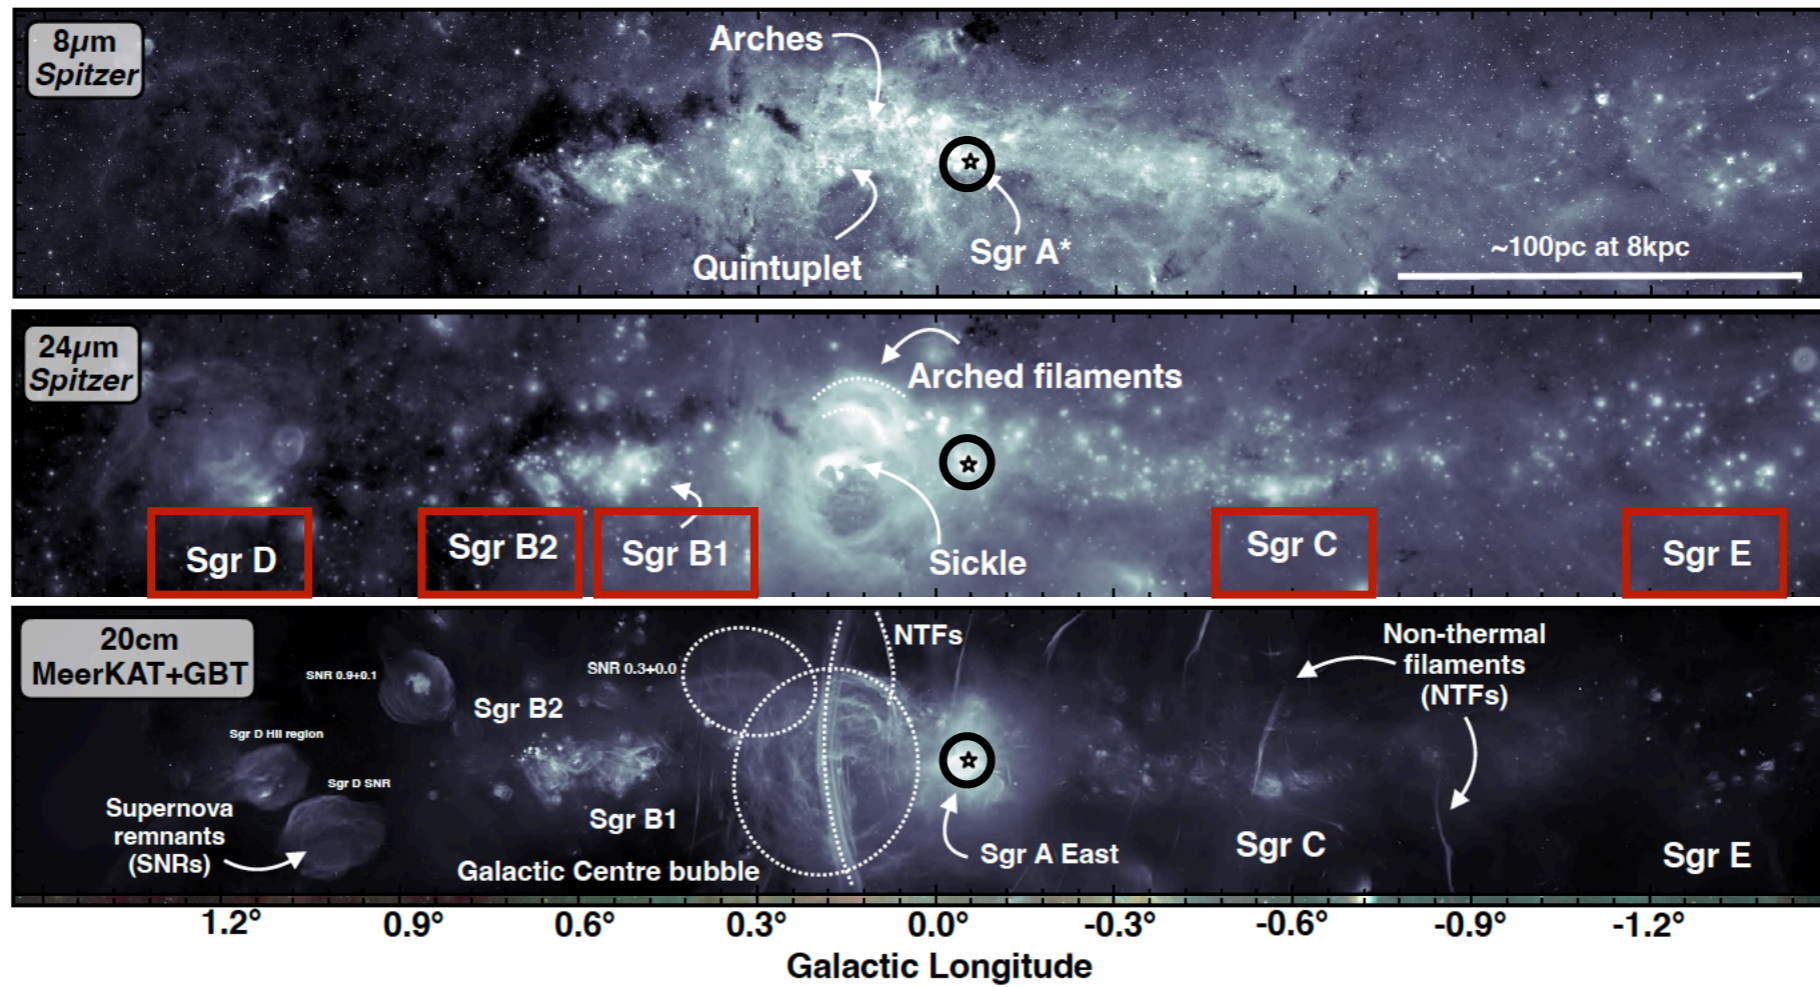 8µm
Spitzer
Arches
Quintuplet
Sgr A*
~100pc at 8kpc
24µm
Spitzer
Arched filaments
Sgr D
Sgr B2
Sgr B1
Sickle
Sgr C
Sgr E
20cm
MeerKAT+GBT
SNR 0.9+0.1
SNR 0.3+0.0
NTFs
Non-thermal
filaments
(NTFs)
Sgr B2
Sgr D HII region
Sgr D SNR
Supernova
remnants
(SNRs)
Sgr B1
Galactic Centre bubble
Sgr A East
Sgr C
Sgr E
1.2° 0.9° 0.6° 0.3° 0.0° -0.3° -0.6° -0.9° -1.2°
Galactic Longitude